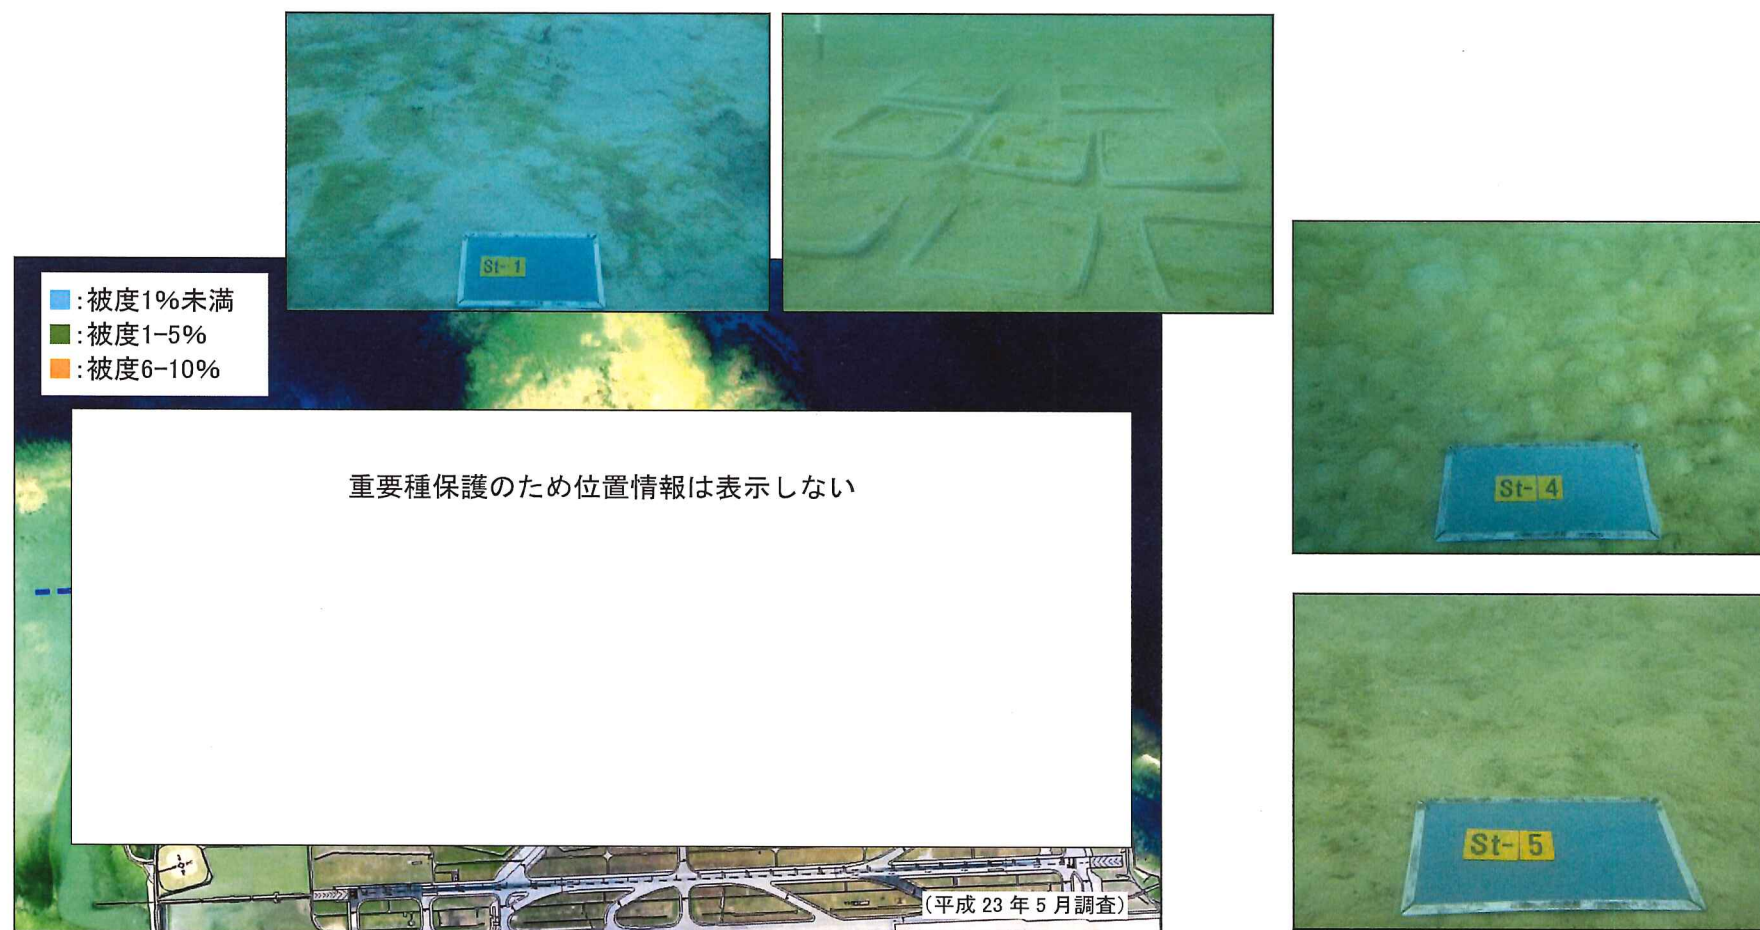 St- 1
:被度1%未満
:被度1-5%
:被度6-10%
重要種保護のため位置情報は表示しない
St- 4
St- 5
(平成 23 年 5 月調査)